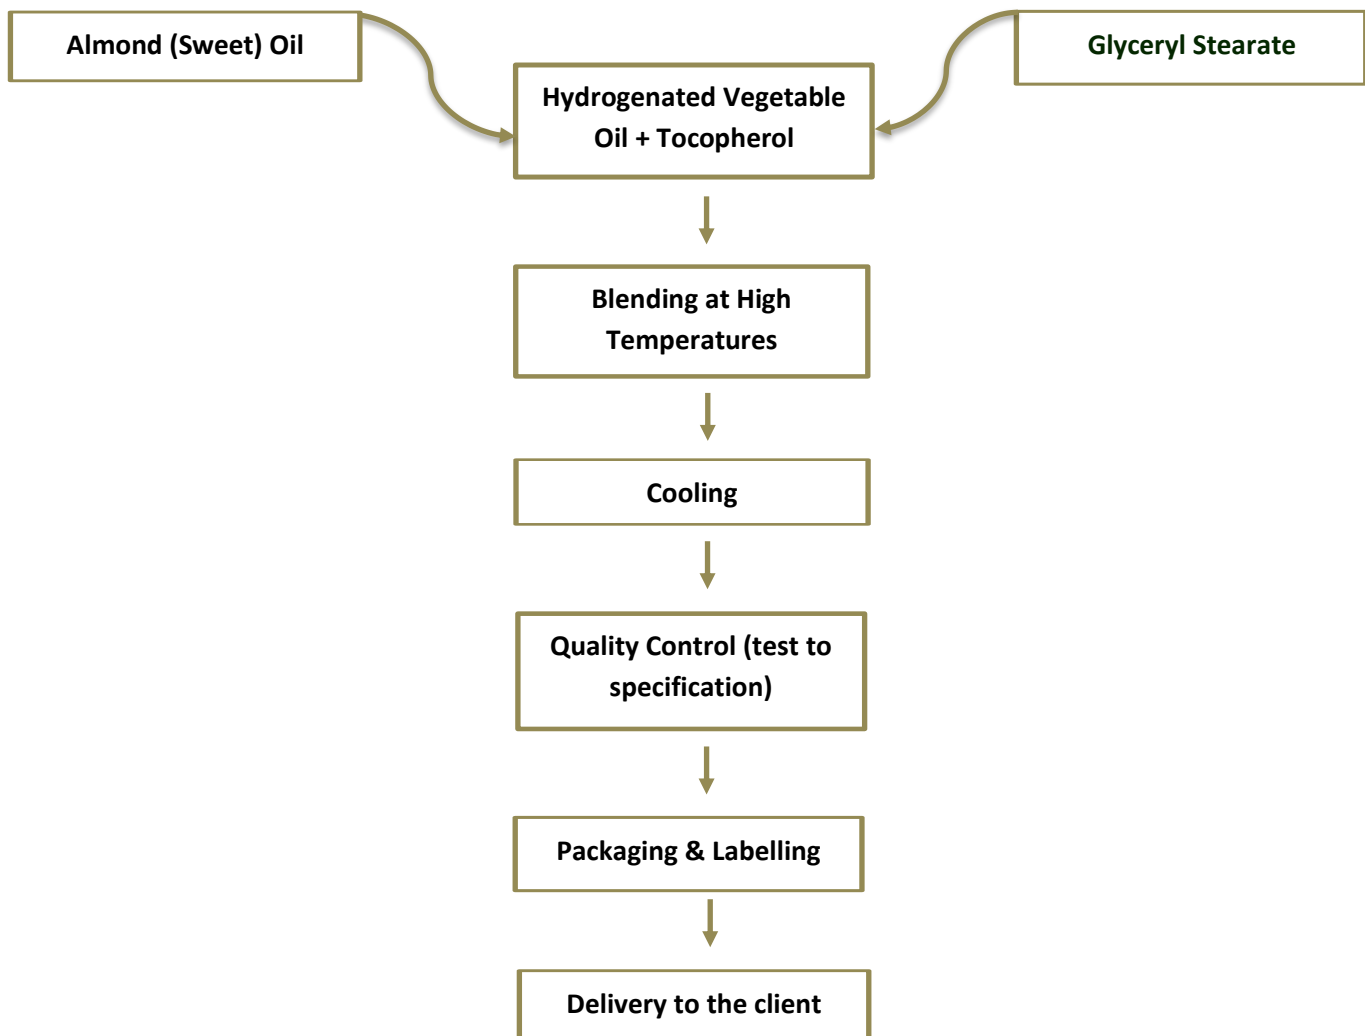 Almond (Sweet) Oil
Glyceryl Stearate
Hydrogenated Vegetable
Oil + Tocopherol
Blending at High
Temperatures
Cooling
Quality Control (test to
specification)
Packaging & Labelling
Delivery to the client